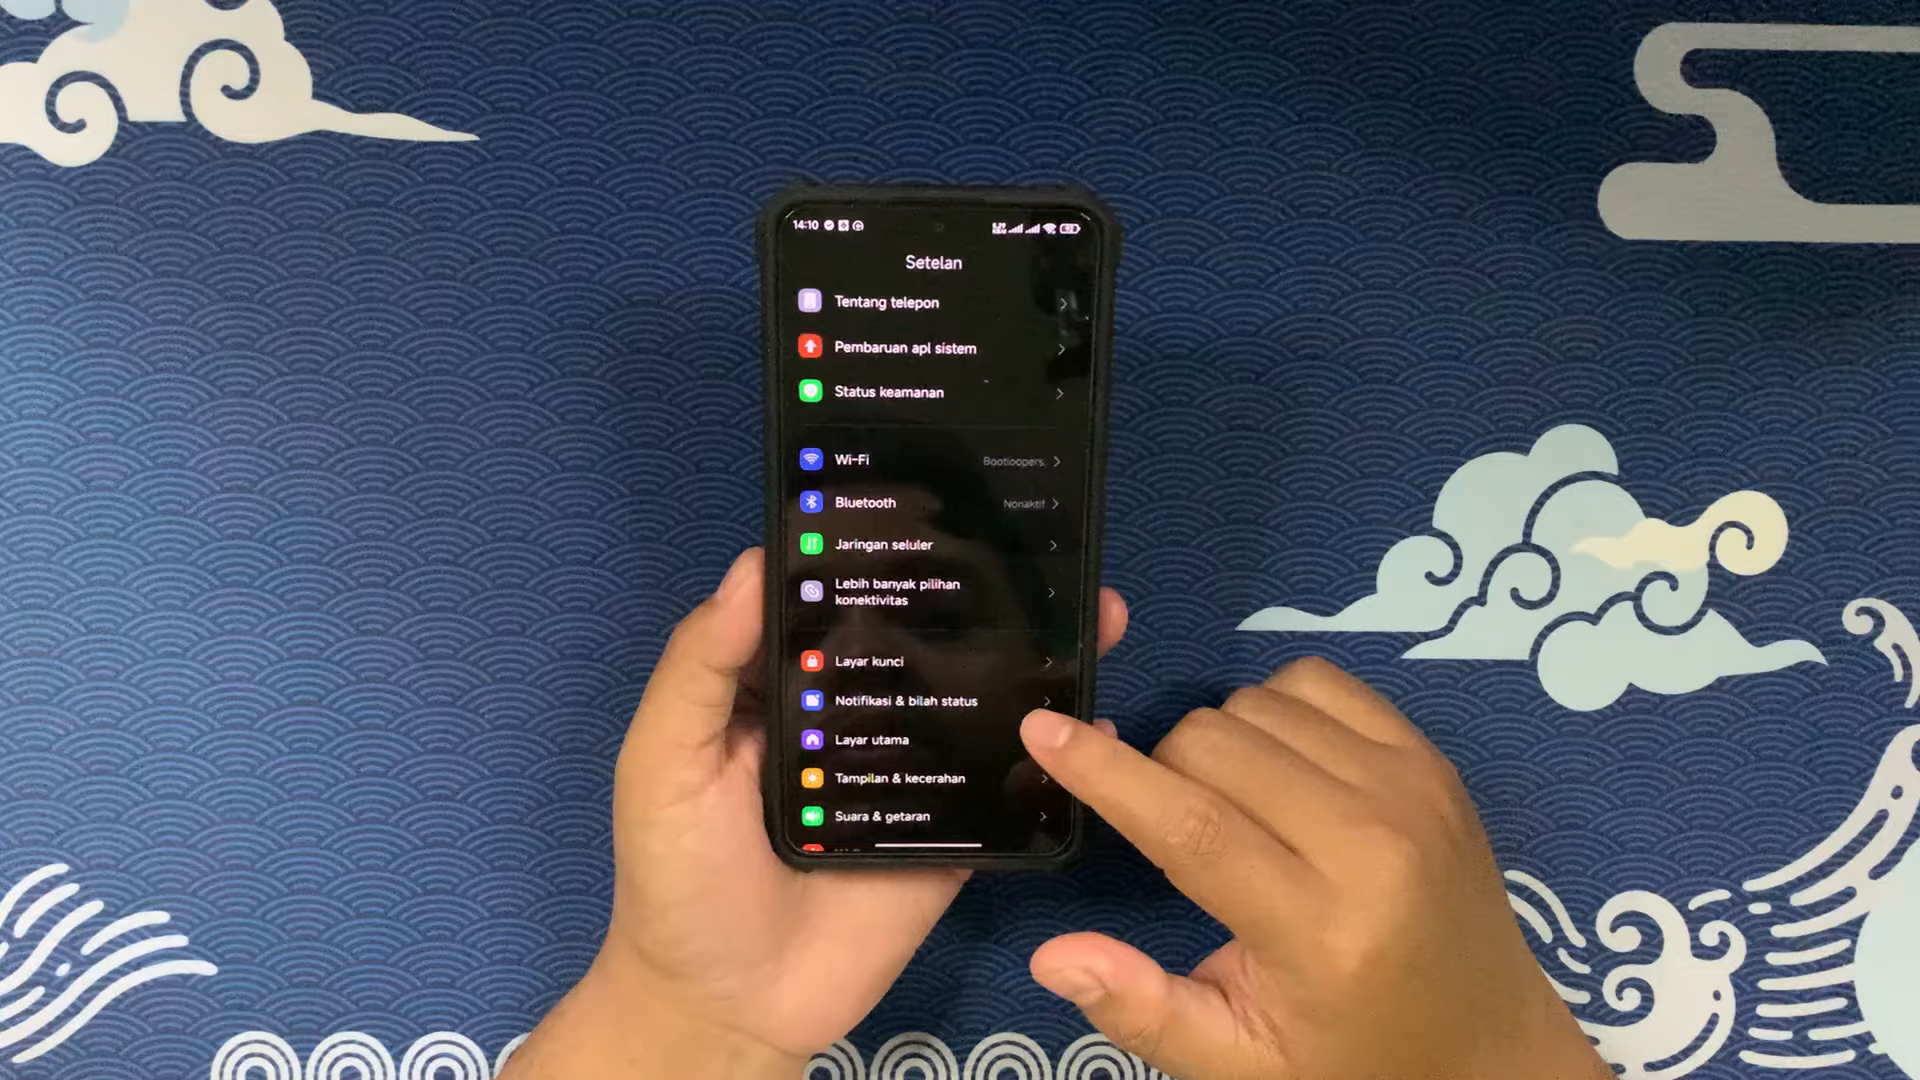 14:10
Setelan
Tentang telepon
Pembaruan apl sistem
Status keamanan
Wi-Fi Bootloopers.
Bluetooth Nonaktif
Jaringan seluler
Lebih banyak pilihan
konektivitas
Layar kunci
Notifikasi & bilah status
Layar utama
Tampilan & kecerahan
Suara & getaran